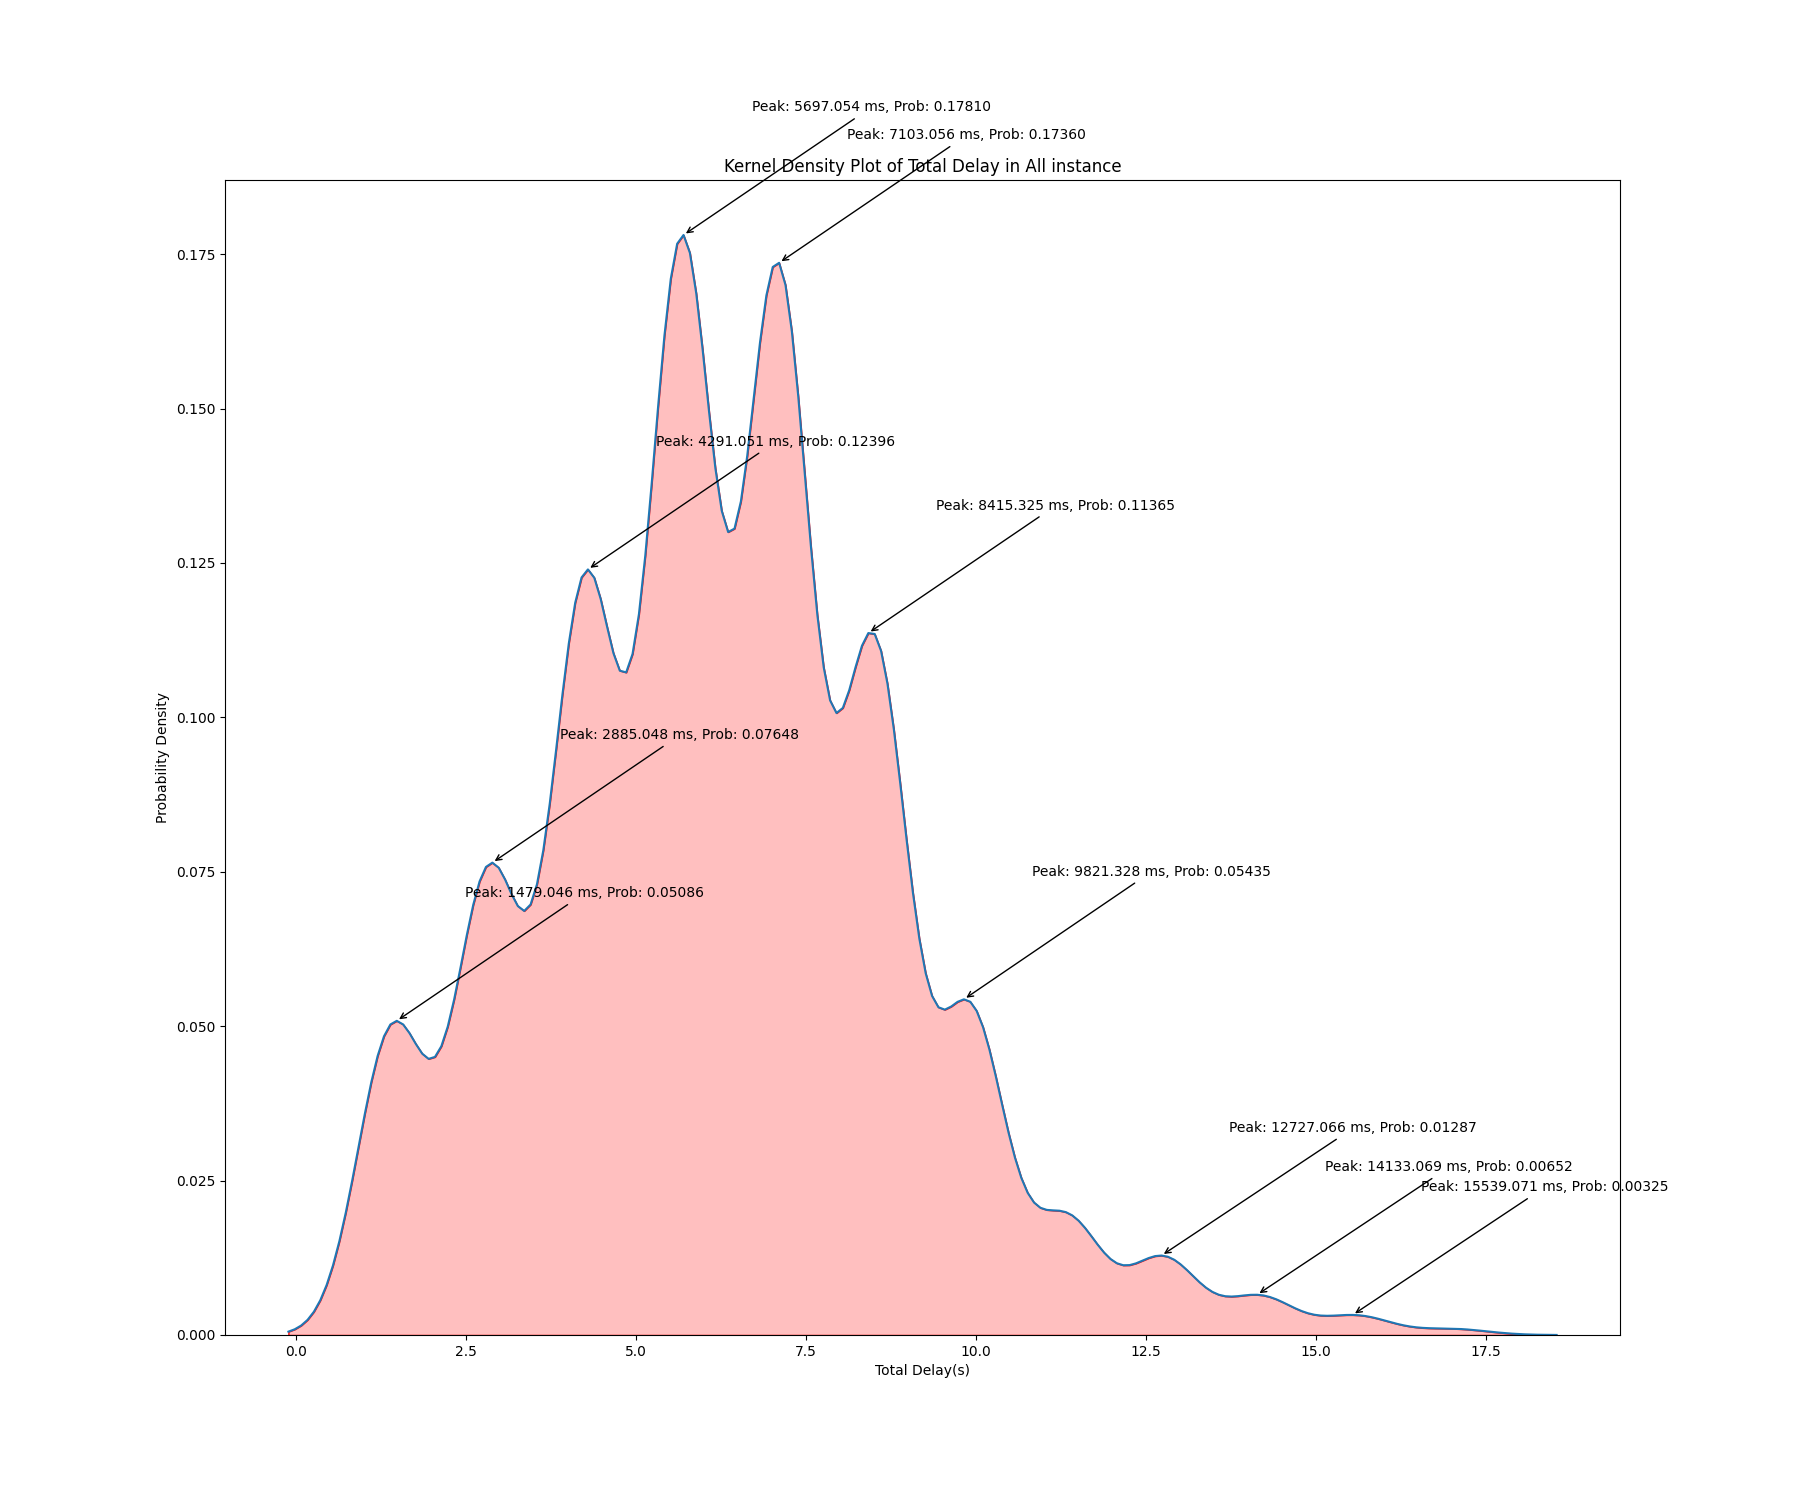 Peak: 5697.054 ms, Prob: 0.17810
Peak: 7103.056 ms, Prob: 0.17360
Kernel Density Plot of Total Delay in All instance
0.175
0.150
Peak: 4291.051 ms, Prob: 0.12396
Peak: 8415.325 ms, Prob: 0.11365
0.125
0.100
Probability Density
Peak: 2885.048 ms, Prob: 0.07648
0.075
Peak: 9821.328 ms, Prob: 0.05435
Peak: 1479.046 ms, Prob: 0.05086
0.050
Peak: 12727.066 ms, Prob: 0.01287
Peak: 14133.069 ms, Prob: 0.00652
0.025
Peak: 15539.071 ms, Prob: 0.00325
0.000
0.0 2.5 5.0 7.5 10.0 12.5 15.0 17.5
Total Delay(s)